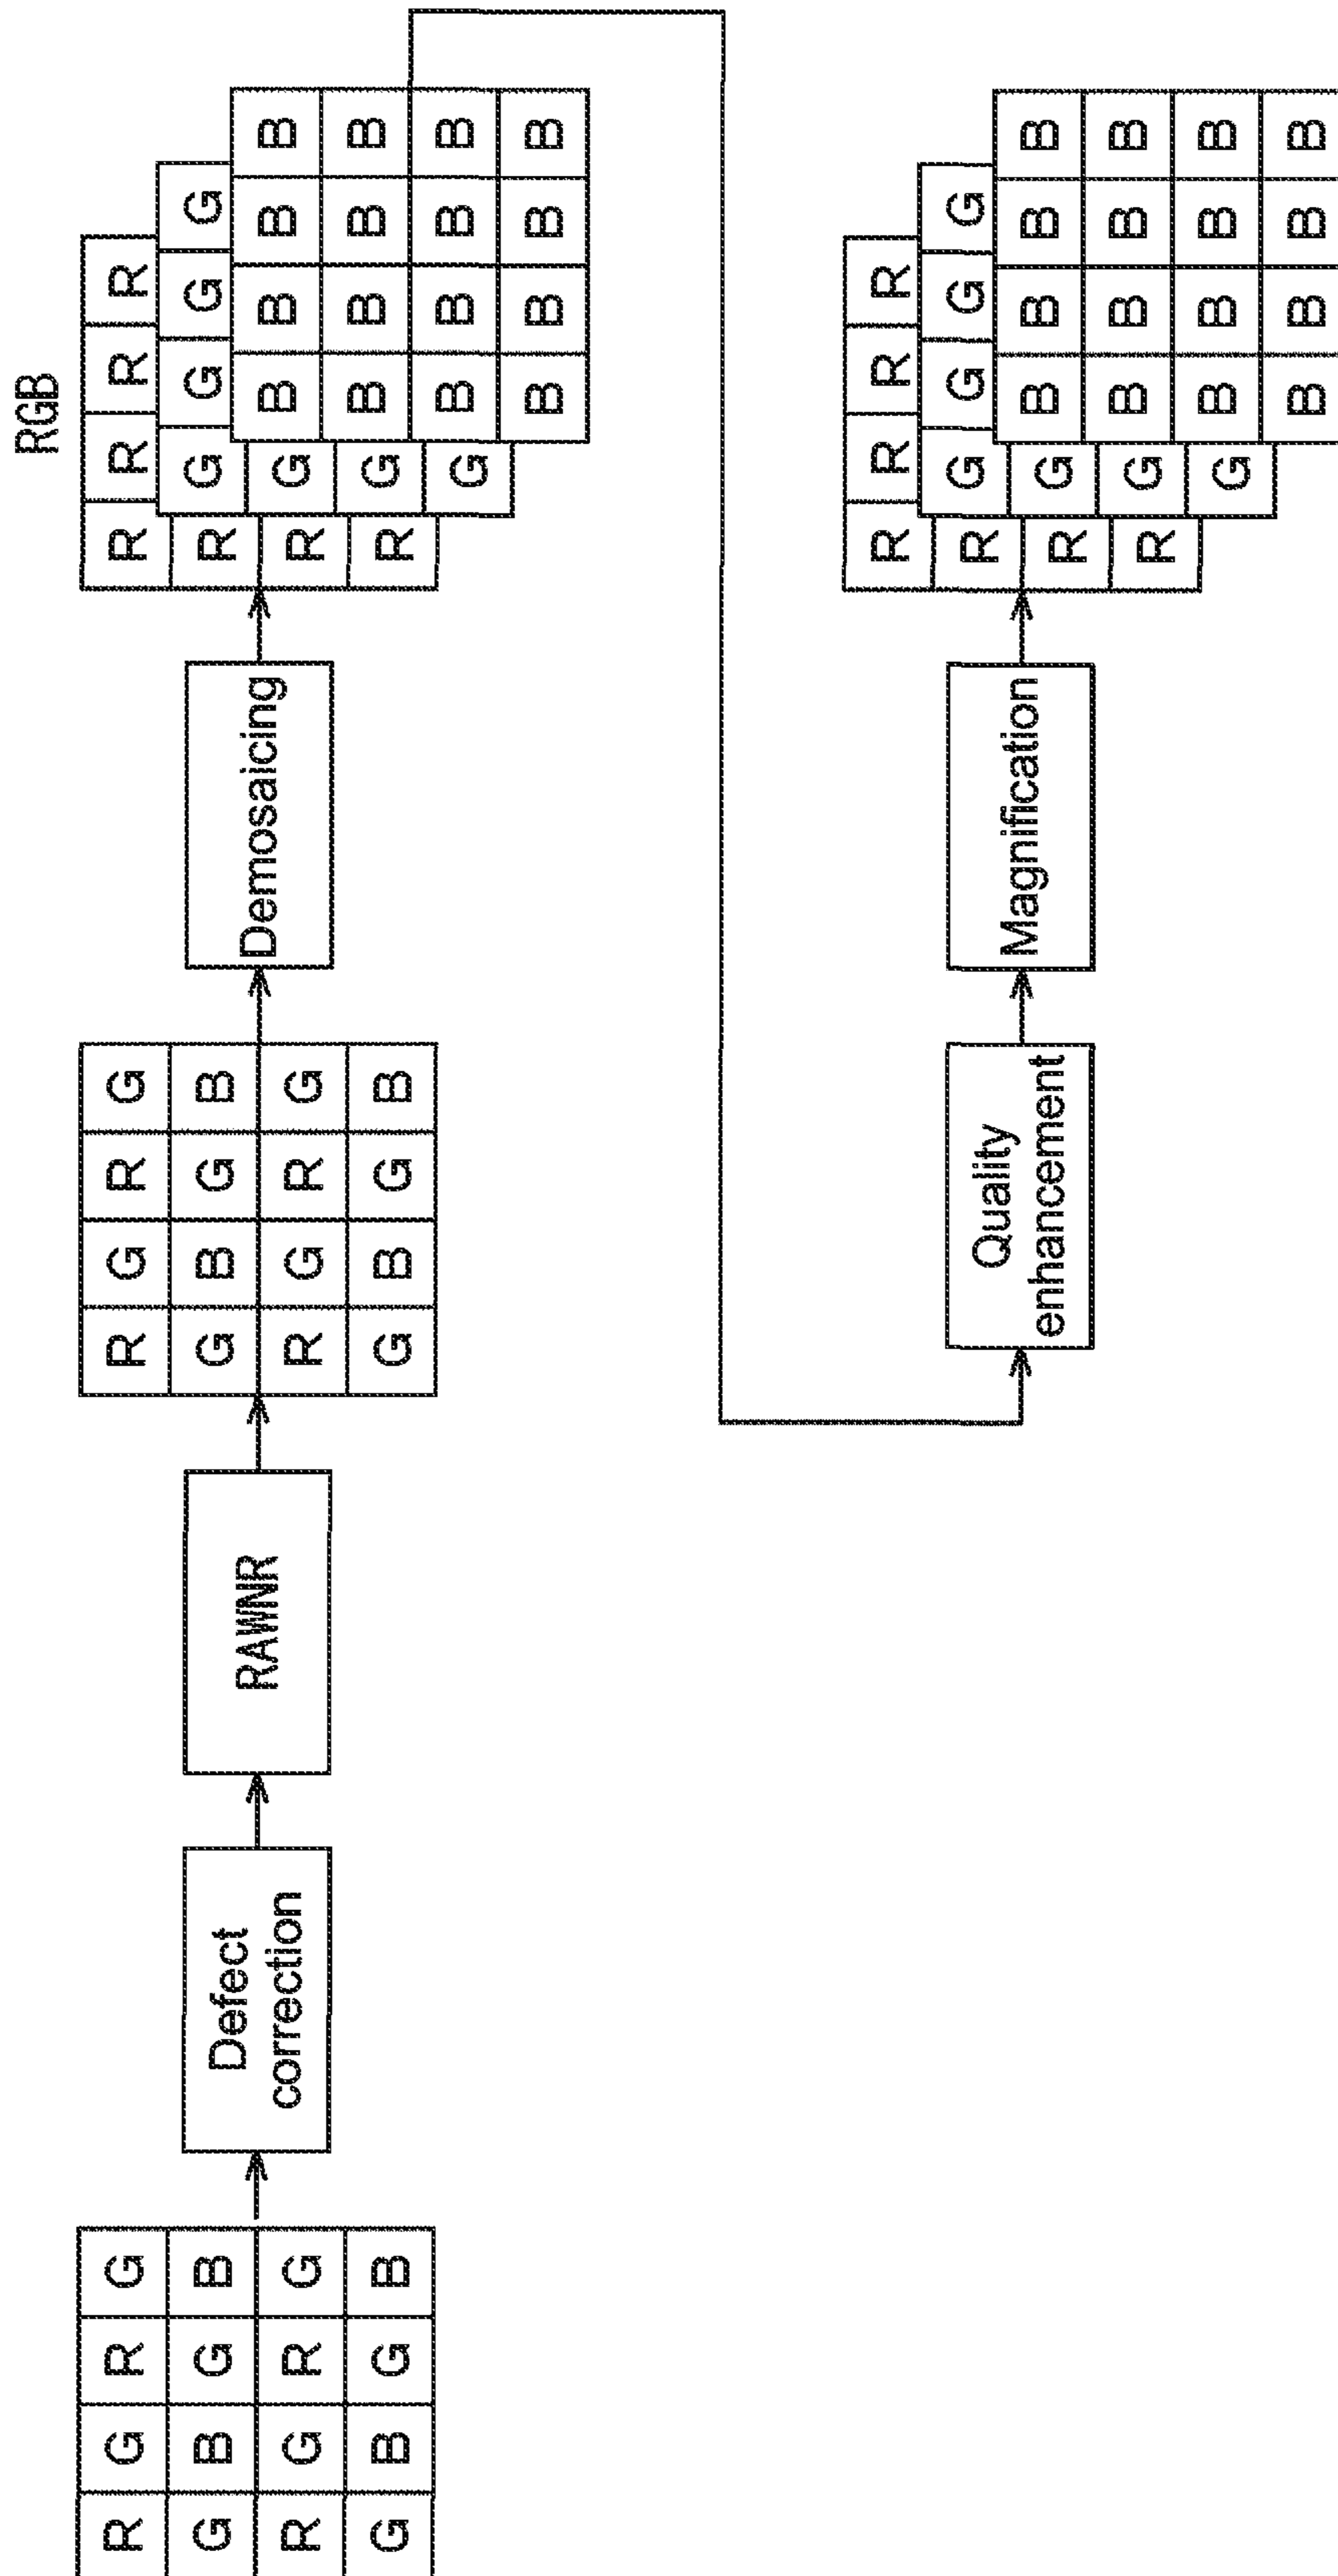 RGB
R G R G
G B G B
R G R G
G B G B
Defect
correction
RAWNR
R G R G
G B G B
R G R G
G B G B
Demosaicing
R R R R
R G G G G
R G B B B B
R G B B B B
G B B B B
B B B B
Quality
enhancement
Magnification
R R R R
R G G G G
R G B B B B
R G B B B B
G B B B B
B B B B